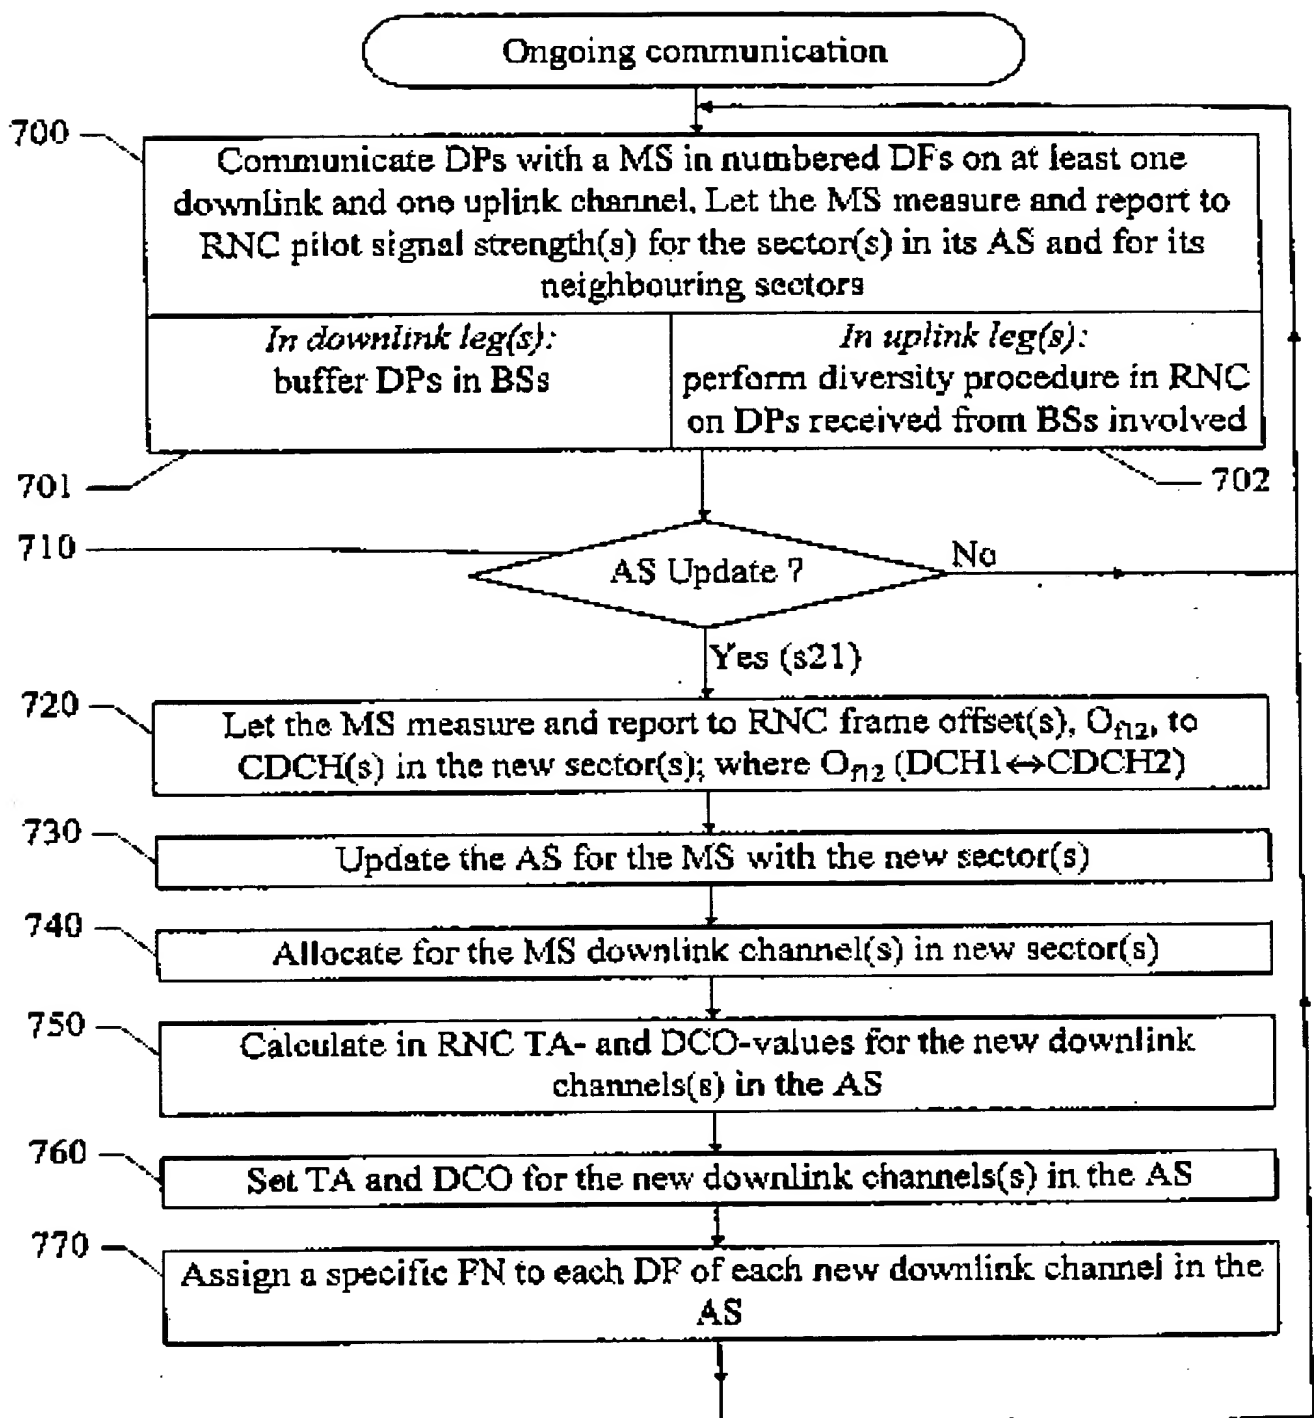 Ongoing communication
700
Communicate DPs with a MS in numbered DFs on at least one
downlink and one uplink channel. Let the MS measure and report to
RNC pilot signal strength(s) for the sector(s) in its AS and for its
neighbouring sectors
In downlink leg(s):
buffer DPs in BSs
In uplink leg(s):
perform diversity procedure in RNC
on DPs received from BSs involved
701
702
710
AS Update ?
No
Yes (s21)
720
Let the MS measure and report to RNC frame offset(s), Of12, to
CDCH(s) in the new sector(s); where Of12 (DCH1↔CDCH2)
730
Update the AS for the MS with the new sector(s)
740
Allocate for the MS downlink channel(s) in new sector(s)
750
Calculate in RNC TA- and DCO-values for the new downlink
channels(s) in the AS
760
Set TA and DCO for the new downlink channels(s) in the AS
770
Assign a specific FN to each DF of each new downlink channel in the
AS